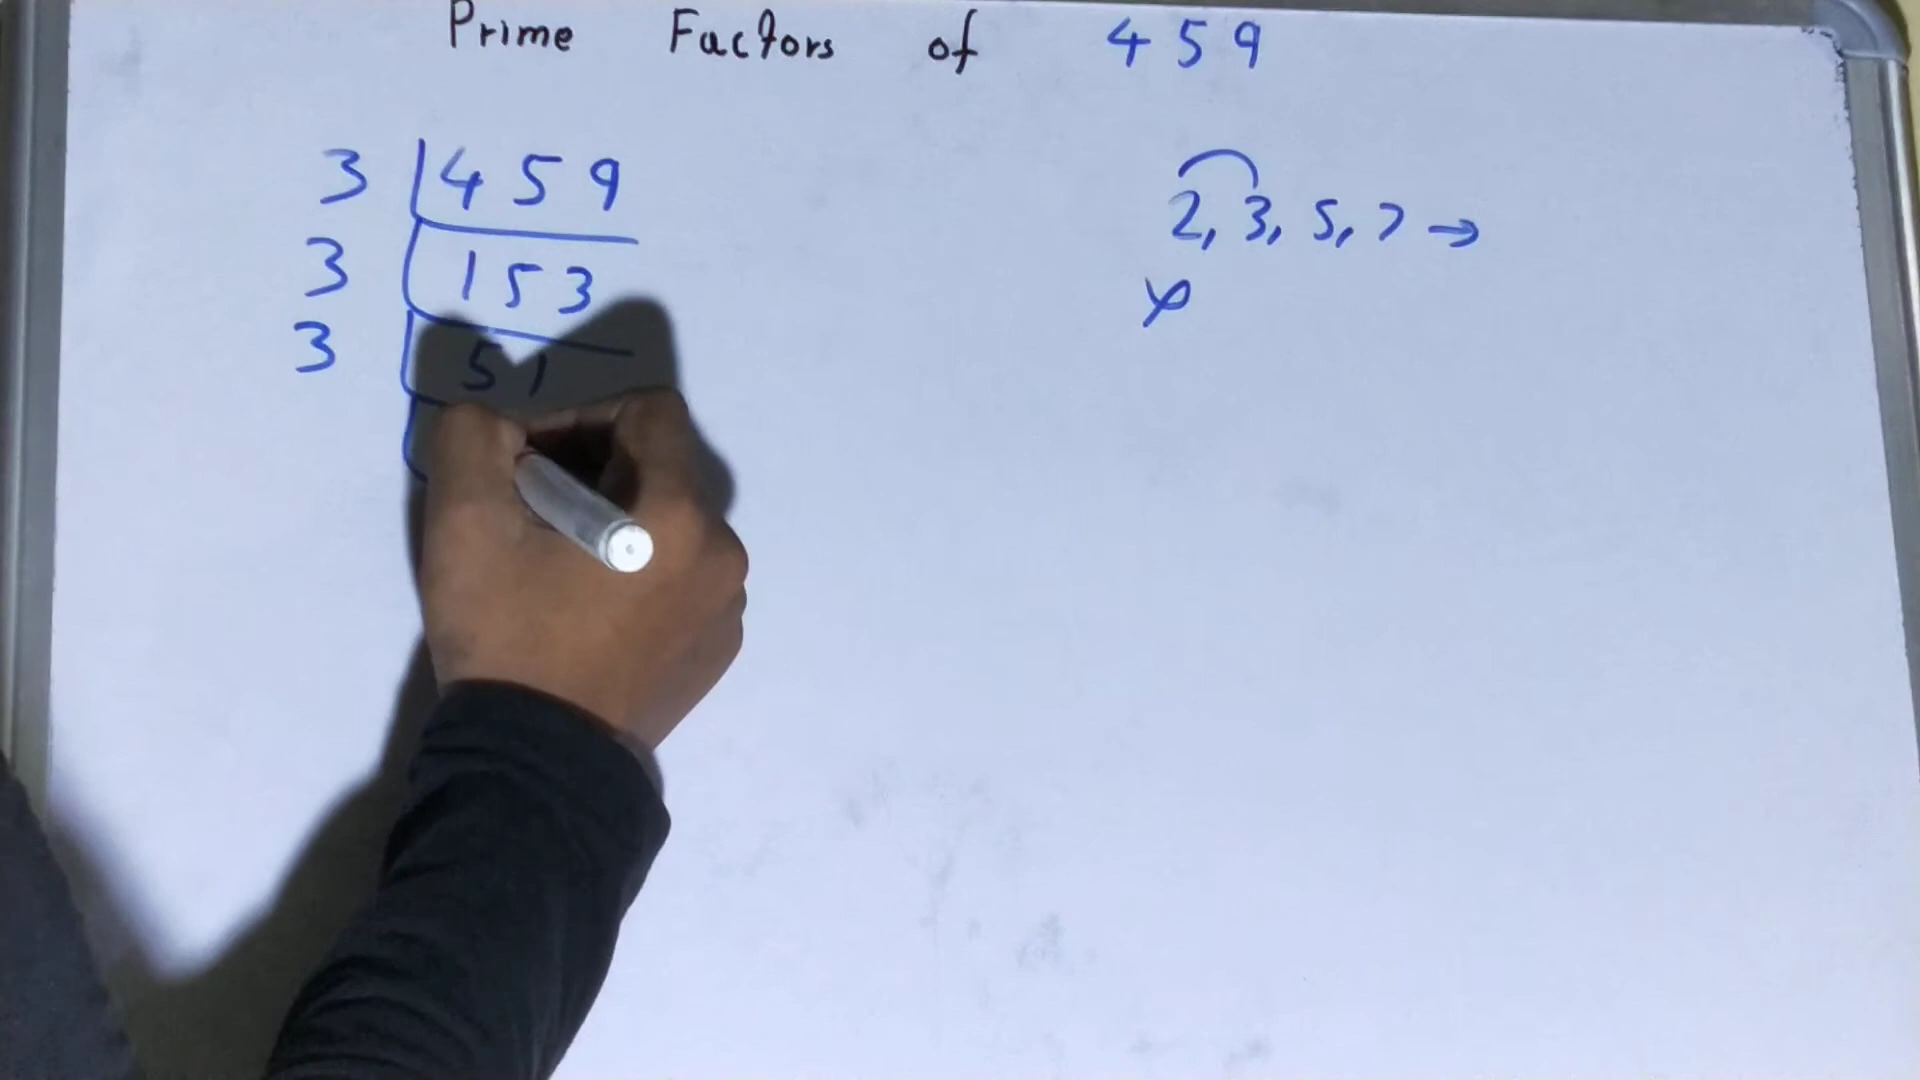 Prime Factors of 459
3 | 459
3 | 153
3 | 51
2, 3, 5, 7 →